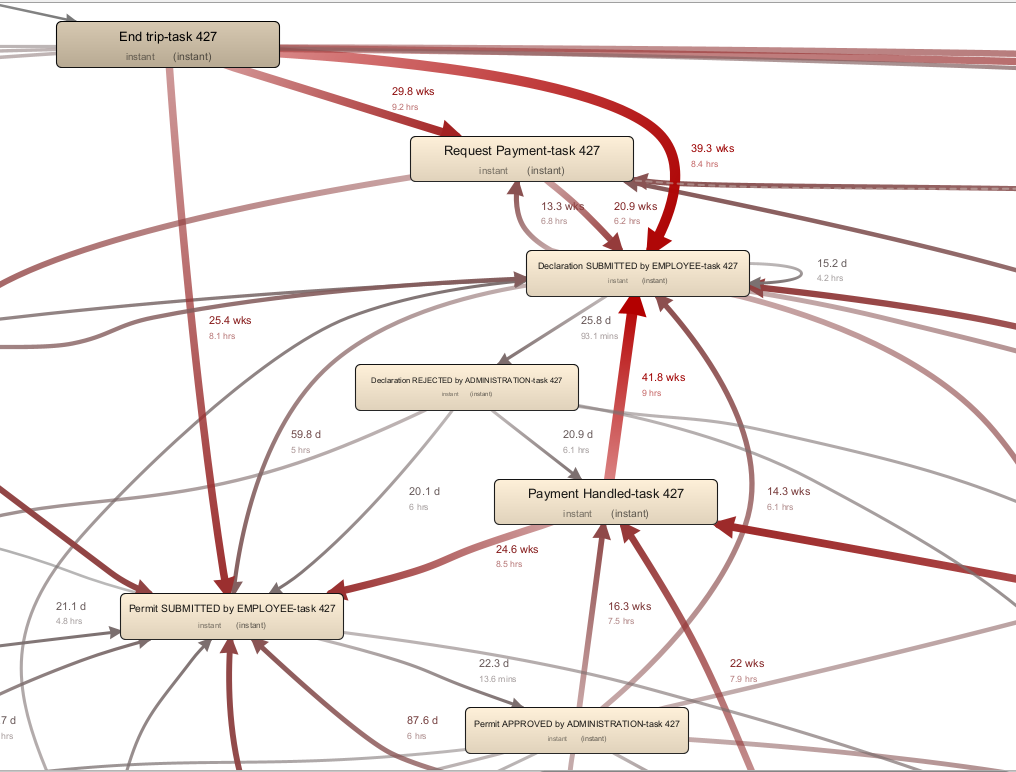 End trip-task 427
instant (instant)
29.8 wks
9.2 hrs
Request Payment-task 427
instant (instant)
39.3 wks
8.4 hrs
13.3 wks
6.8 hrs
20.9 wks
6.2 hrs
Declaration SUBMITTED by EMPLOYEE-task 427
instant (instant)
15.2 d
4.2 hrs
25.4 wks
8.1 hrs
25.8 d
93.1 mins
Declaration REJECTED by ADMINISTRATION-task 427
instant (instant)
41.8 wks
9 hrs
59.8 d
5 hrs
20.9 d
6.1 hrs
20.1 d
6 hrs
Payment Handled-task 427
instant (instant)
14.3 wks
6.1 hrs
24.6 wks
8.5 hrs
Permit SUBMITTED by EMPLOYEE-task 427
instant (instant)
21.1 d
4.8 hrs
16.3 wks
7.5 hrs
22.3 d
13.6 mins
22 wks
7.9 hrs
7 d
hrs
87.6 d
6 hrs
Permit APPROVED by ADMINISTRATION-task 427
instant (instant)